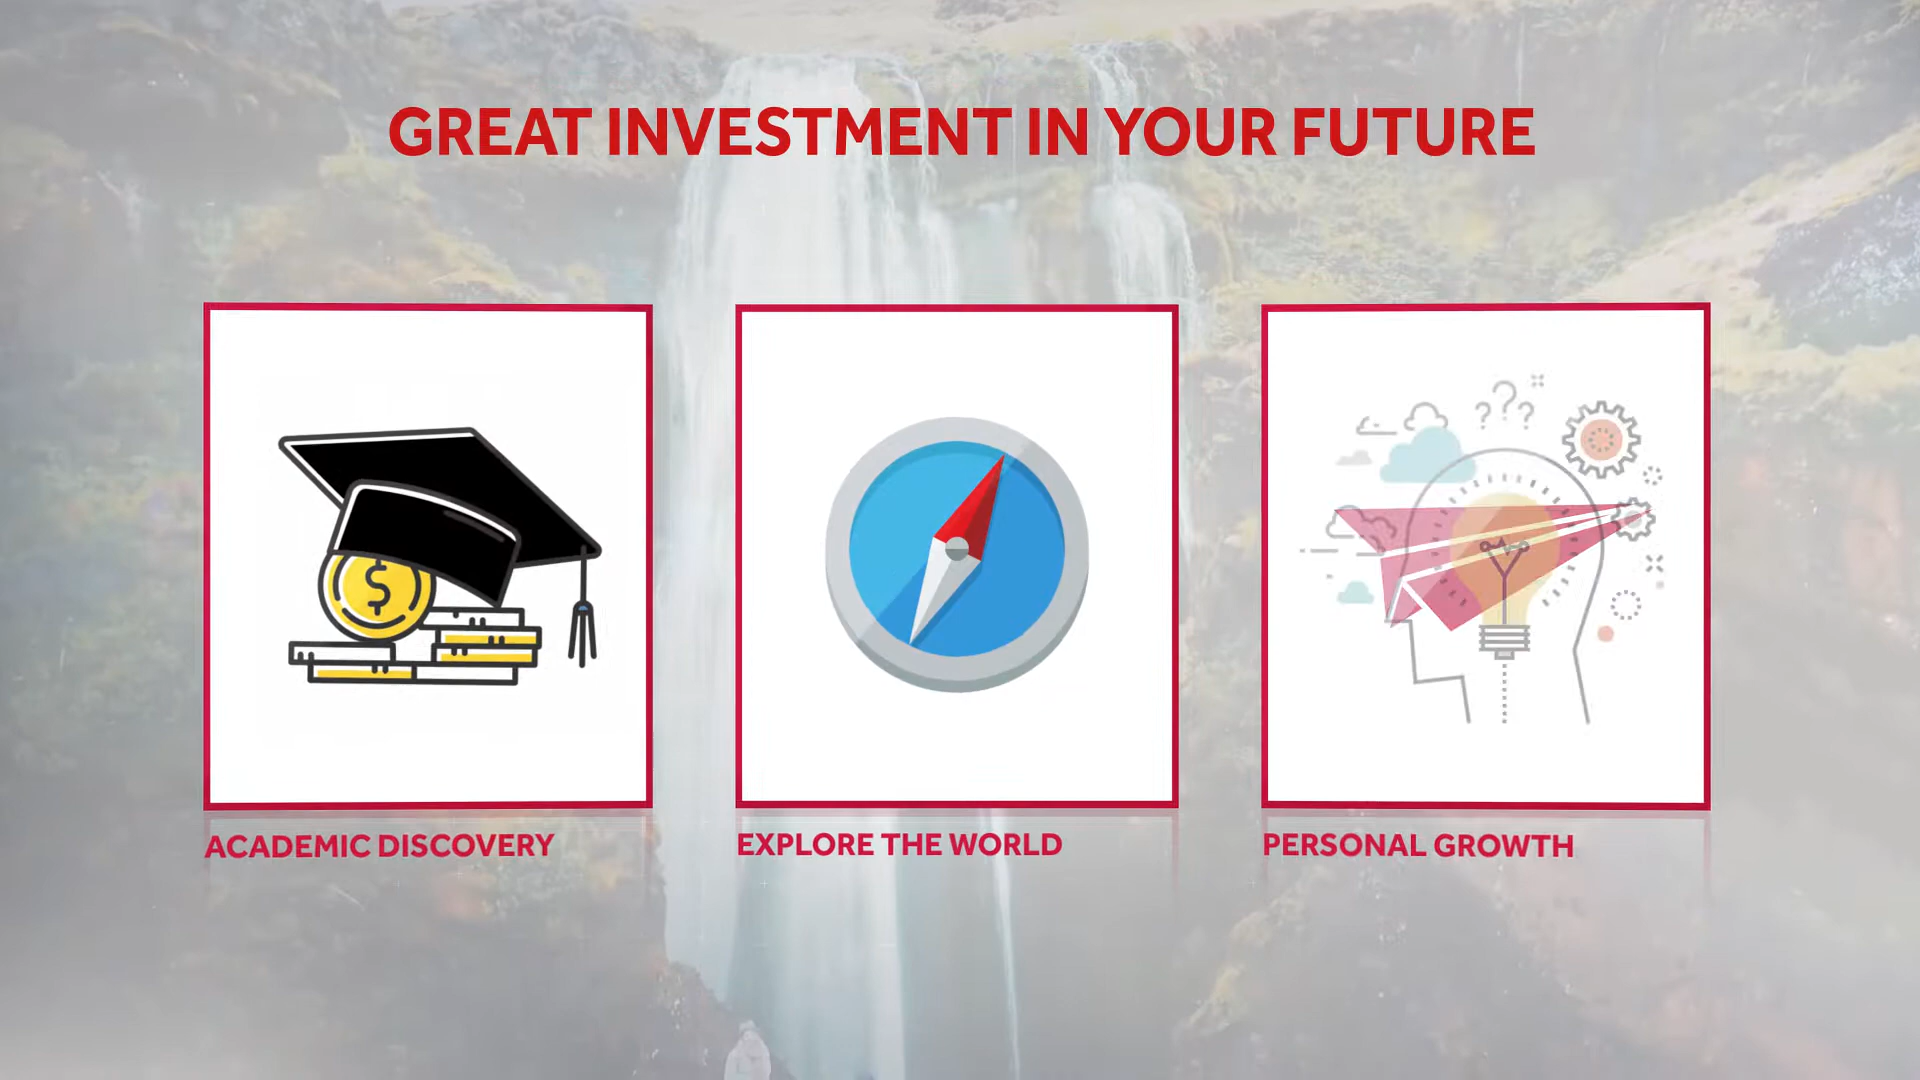 GREAT INVESTMENT IN YOUR FUTURE
$
? ? ?
ACADEMIC DISCOVERY
EXPLORE THE WORLD
PERSONAL GROWTH